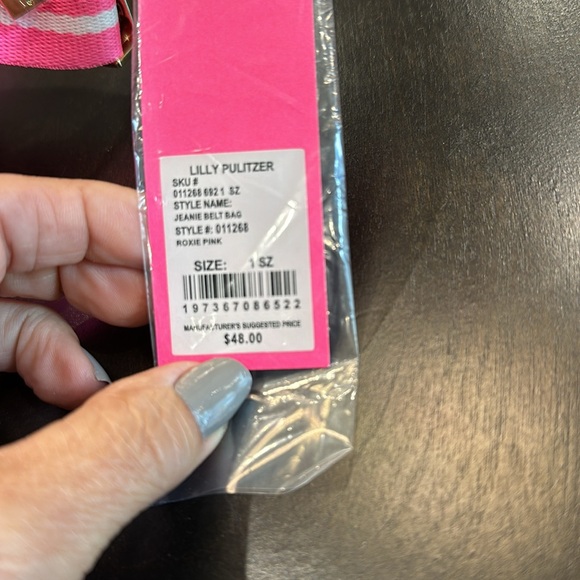 LILLY PULITZER
SKU #
011268 692 1 SZ
STYLE NAME:
JEANIE BELT BAG
STYLE #: 011268
ROXIE PINK
SIZE: 1 SZ
197367086522
MANUFACTURER'S SUGGESTED PRICE
$48.00